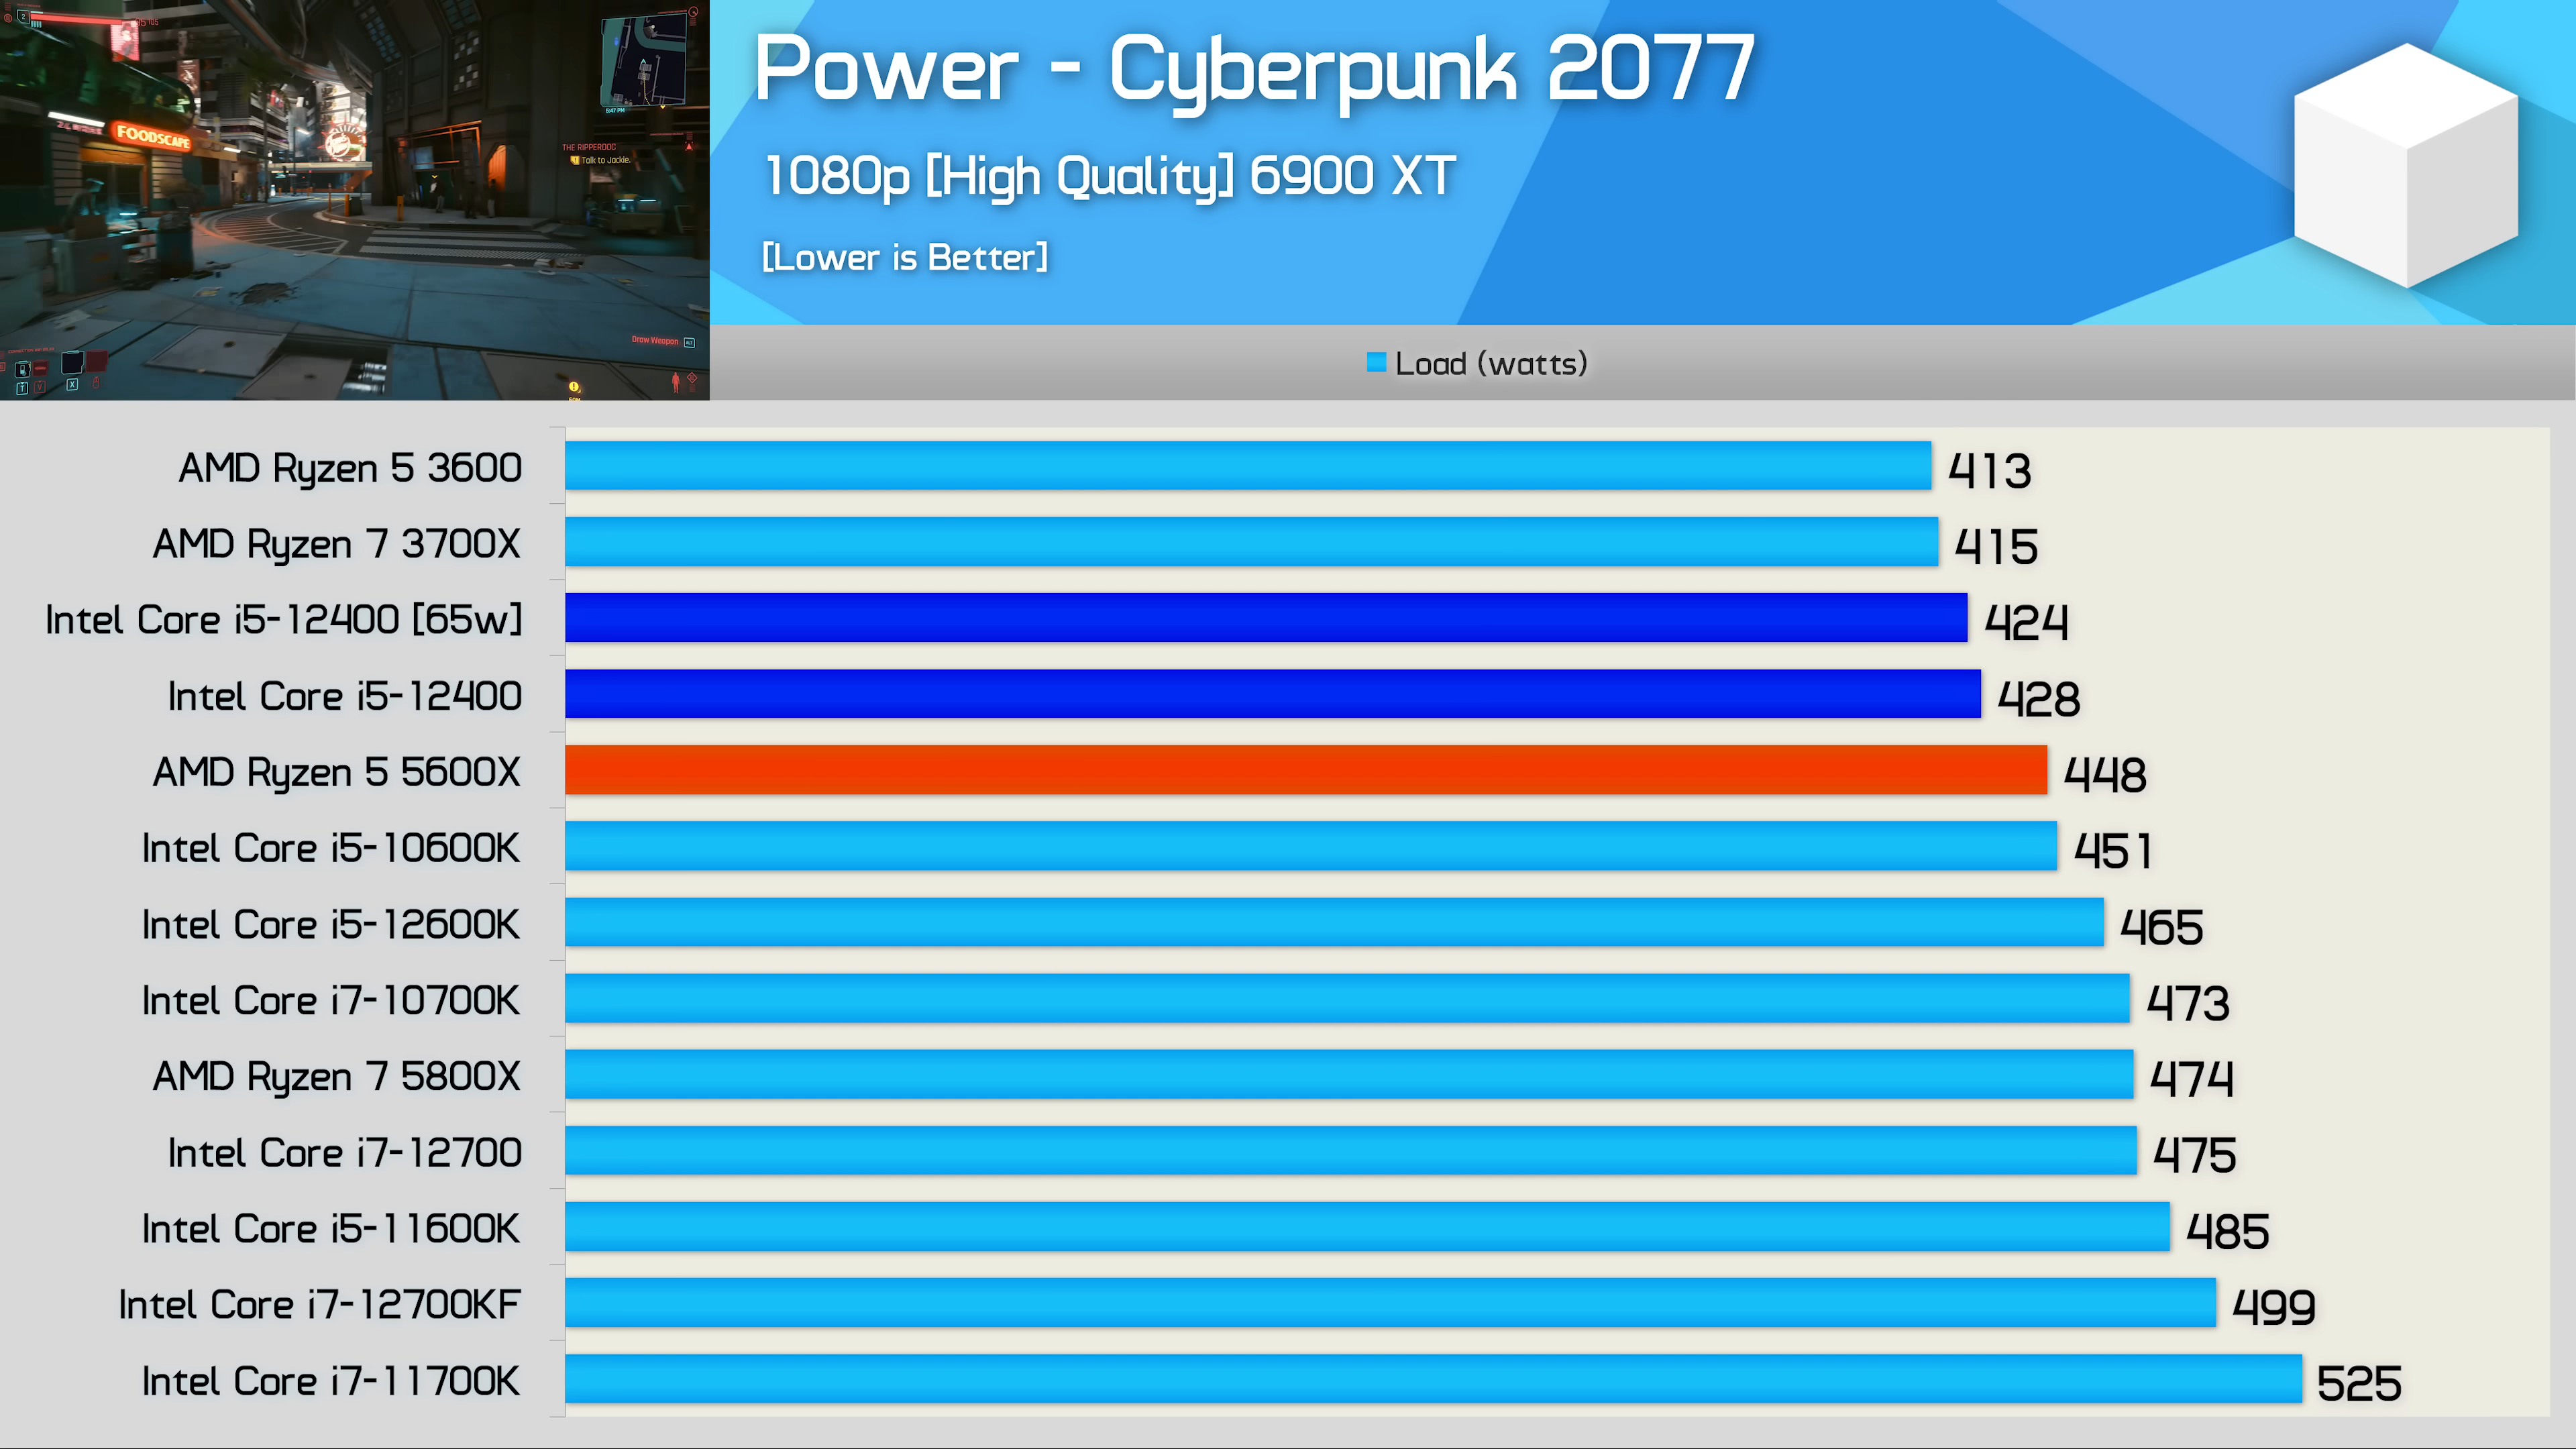 FOODSCAPE
5:47 PM
THE RIPPERDOC
Talk to Jackie.
Draw Weapon ALT
T
X
Power - Cyberpunk 2077
1080p [High Quality] 6900 XT
[Lower is Better]
Load (watts)
AMD Ryzen 5 3600 413
AMD Ryzen 7 3700X 415
Intel Core i5-12400 [65w] 424
Intel Core i5-12400 428
AMD Ryzen 5 5600X 448
Intel Core i5-10600K 451
Intel Core i5-12600K 465
Intel Core i7-10700K 473
AMD Ryzen 7 5800X 474
Intel Core i7-12700 475
Intel Core i5-11600K 485
Intel Core i7-12700KF 499
Intel Core i7-11700K 525